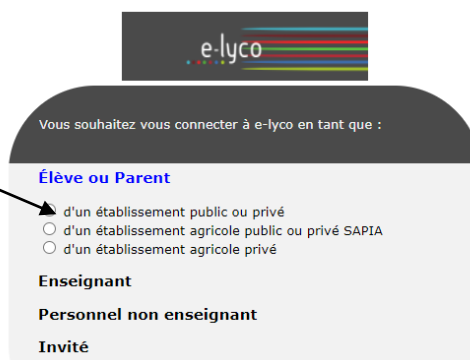 e-lyco
Vous souhaitez vous connecter à e-lyco en tant que :
Élève ou Parent
d'un établissement public ou privé
d'un établissement agricole public ou privé SAPIA
d'un établissement agricole privé
Enseignant
Personnel non enseignant
Invité